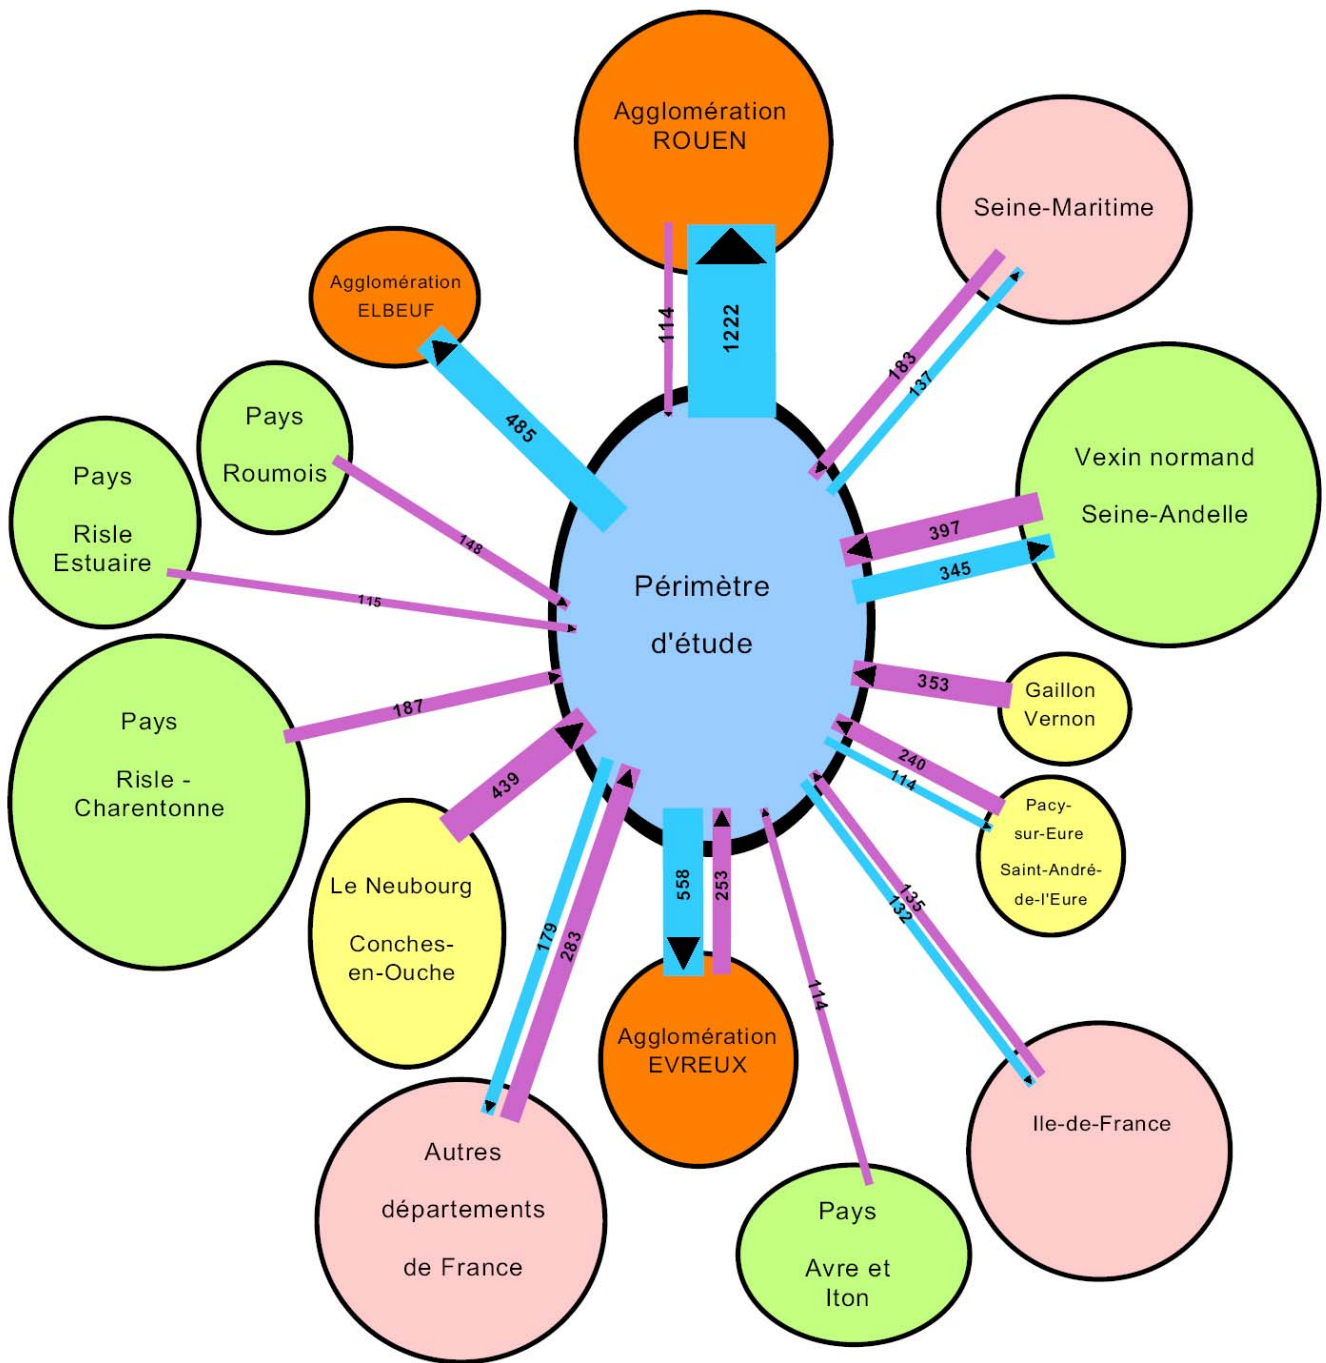 Agglomération
ROUEN
Seine-Maritime
Agglomération
ELBEUF
114
1222
183
137
485
Pays
Roumois
Pays
Risle
Estuaire
Vexin normand
Seine-Andelle
397
345
148
115
Périmètre
d'étude
187
353
Gaillon
Vernon
Pays
Risle -
Charentonne
439
240
114
Pacy-
sur-Eure
Saint-André-
de-l'Eure
Le Neubourg
Conches-
en-Ouche
179
283
558
253
114
135
132
Agglomération
EVREUX
Ile-de-France
Autres
départements
de France
Pays
Avre et
Iton